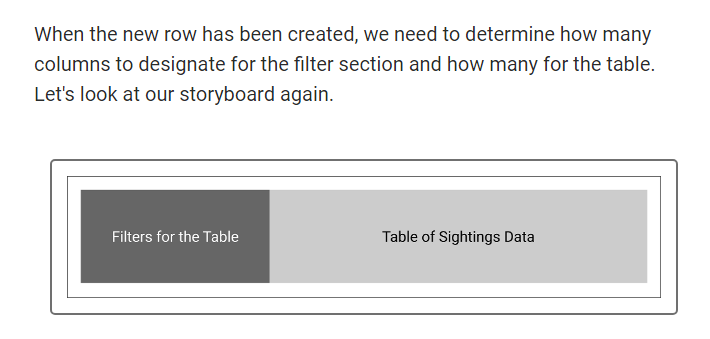 When the new row has been created, we need to determine how many
columns to designate for the filter section and how many for the table.
Let's look at our storyboard again.
Filters for the Table
Table of Sightings Data